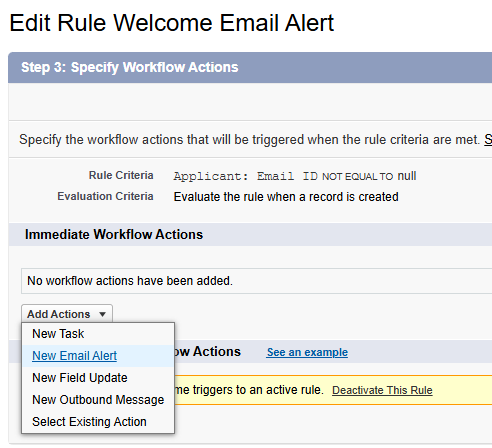 Edit Rule Welcome Email Alert
Step 3: Specify Workflow Actions
Specify the workflow actions that will be triggered when the rule criteria are met. S
Rule Criteria Applicant: Email ID NOT EQUAL TO null
Evaluation Criteria Evaluate the rule when a record is created
Immediate Workflow Actions
No workflow actions have been added.
Add Actions
New Task
New Email Alert
ow Actions See an example
New Field Update
me triggers to an active rule. Deactivate This Rule
New Outbound Message
Select Existing Action